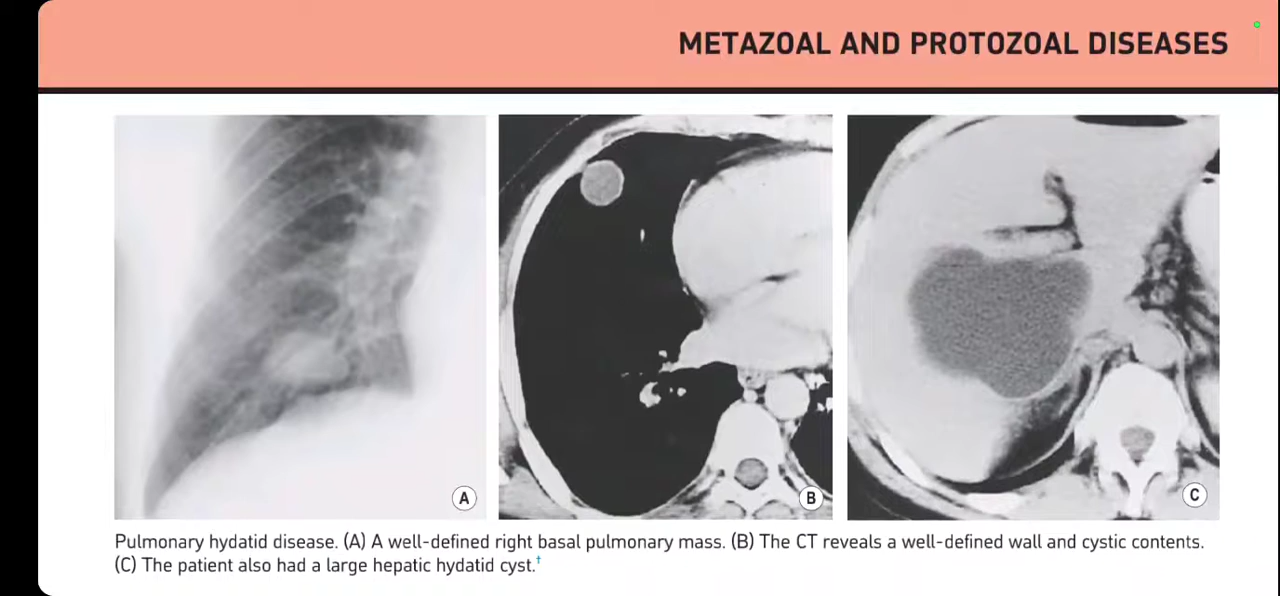 METAZOAL AND PROTOZOAL DISEASES
A
B
C
Pulmonary hydatid disease. (A) A well-defined right basal pulmonary mass. (B) The CT reveals a well-defined wall and cystic contents.
(C) The patient also had a large hepatic hydatid cyst.†